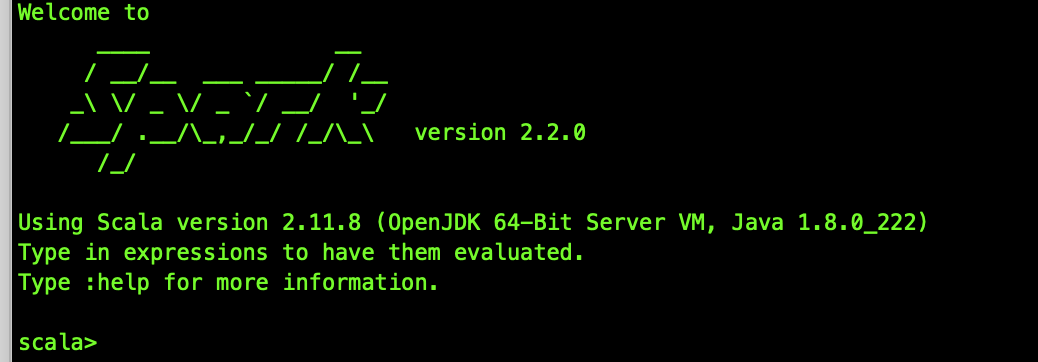 Welcome to
      ____              __
     / __/__  ___ _____/ /__
    _\ \/ _ \/ _ `/ __/  '_/
   /___/ .__/\_,_/_/ /_/\_\   version 2.2.0
      /_/
Using Scala version 2.11.8 (OpenJDK 64-Bit Server VM, Java 1.8.0_222)
Type in expressions to have them evaluated.
Type :help for more information.
scala>